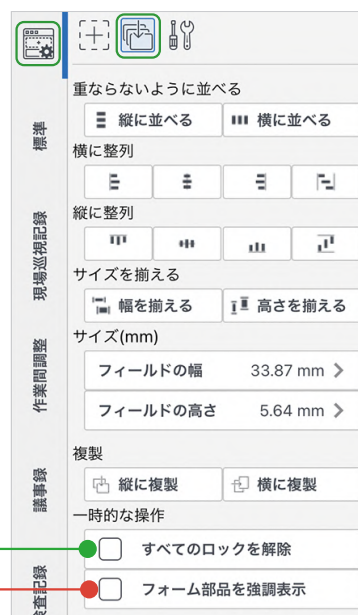 重ならないように並べる
縦に並べる
横に並べる
横に整列
縦に整列
サイズを揃える
幅を揃える
高さを揃える
サイズ(mm)
フィールドの幅 33.87 mm
フィールドの高さ 5.64 mm
複製
縦に複製
横に複製
一時的な操作
すべてのロックを解除
フォーム部品を強調表示
標準
現場巡視記録
作業間調整
議事録
検査記録